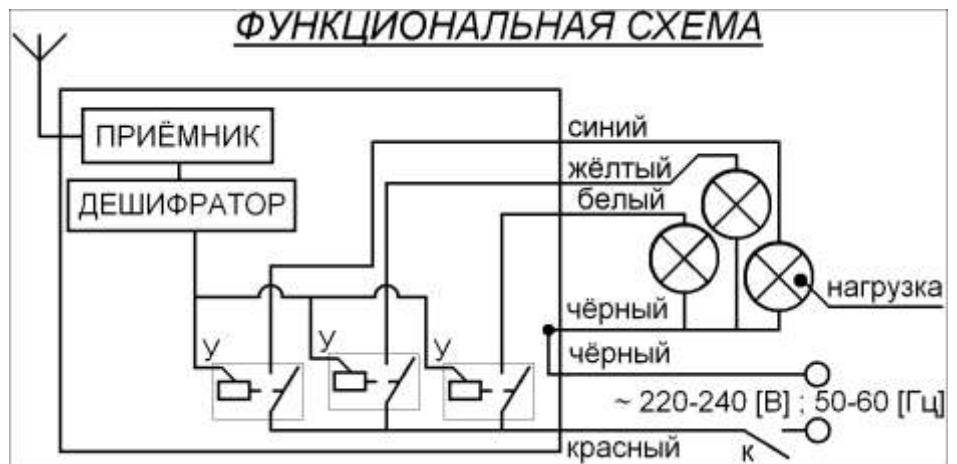 ФУНКЦИОНАЛЬНАЯ СХЕМА
ПРИЁМНИК
ДЕШИФРАТОР
синий
жёлтый
белый
нагрузка
чёрный
чёрный
У
У
У
~ 220-240 [В] ; 50-60 [Гц]
красный
к